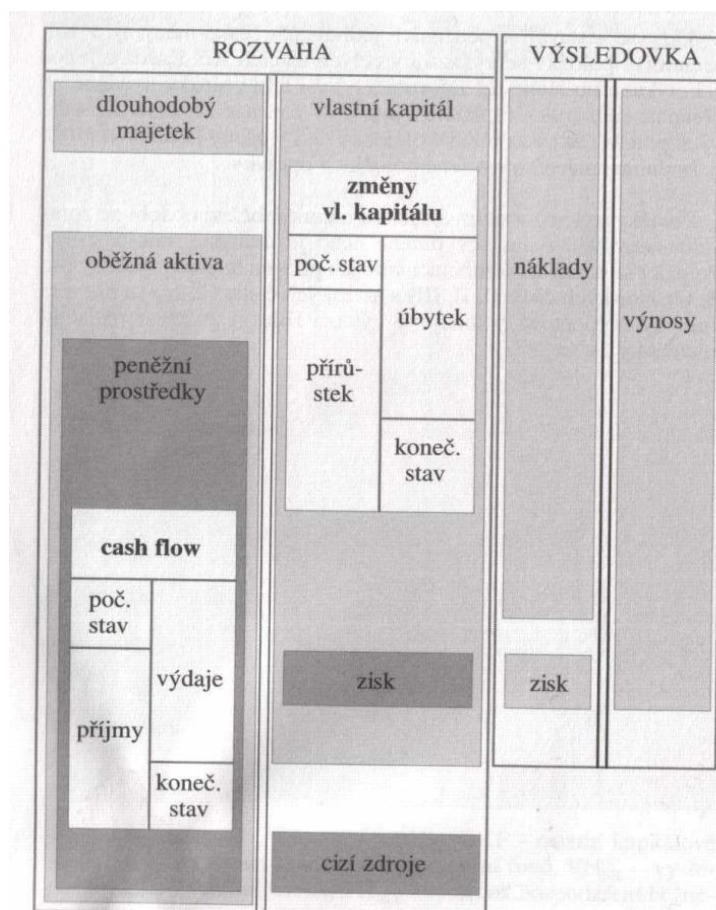 ROZVAHA
VÝSLEDOVKA
dlouhodobý
majetek
oběžná aktiva
peněžní
prostředky
cash flow
poč.
stav
příjmy
výdaje
koneč.
stav
vlastní kapitál
změny
vl. kapitálu
poč. stav
přírů-
stek
úbytek
koneč.
stav
zisk
cizí zdroje
náklady
zisk
výnosy